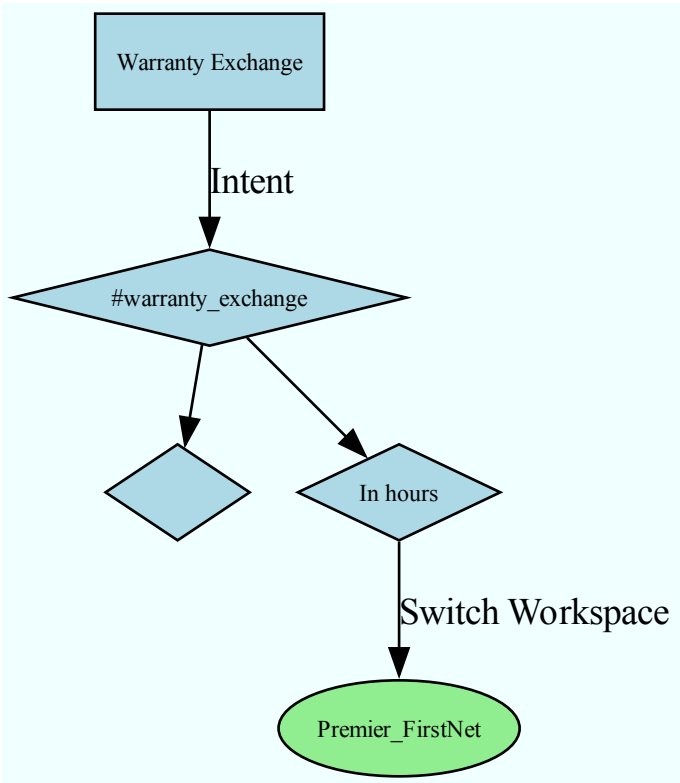 Warranty Exchange
Intent
#warranty_exchange
In hours
Switch Workspace
Premier_FirstNet